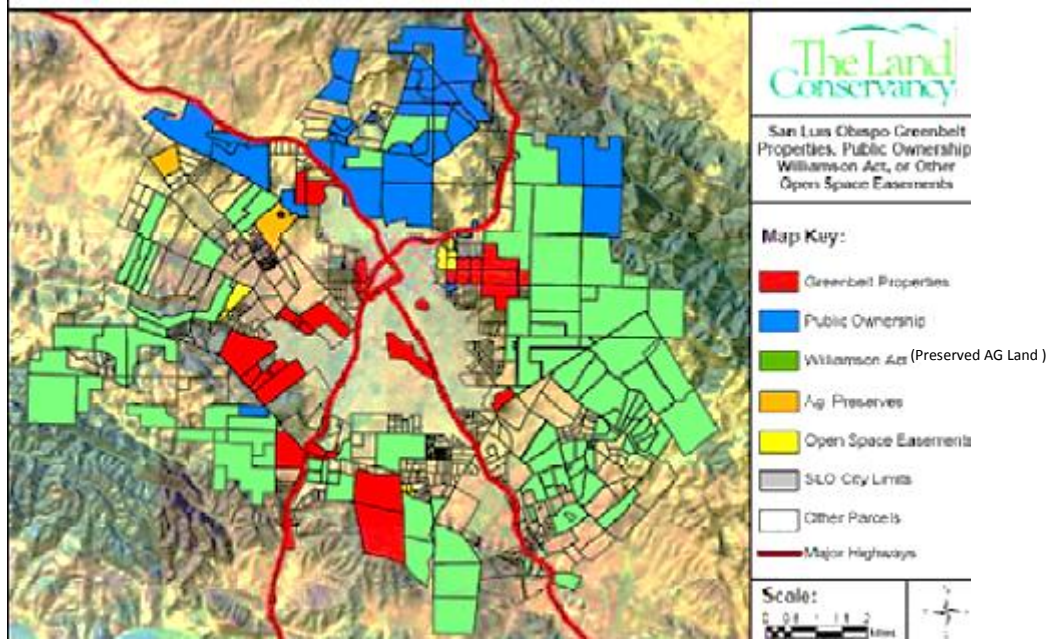 The Land
Conservancy
San Luis Obispo Greenbelt
Properties, Public Ownership
Williamson Act, or Other
Open Space Easements
Map Key:
Greenbelt Properties
Public Ownership
Williamson Act (Preserved AG Land )
Ag Preserves
Open Space Easements
SLO City Limits
Other Parcels
Major Highways
Scale:
Miles